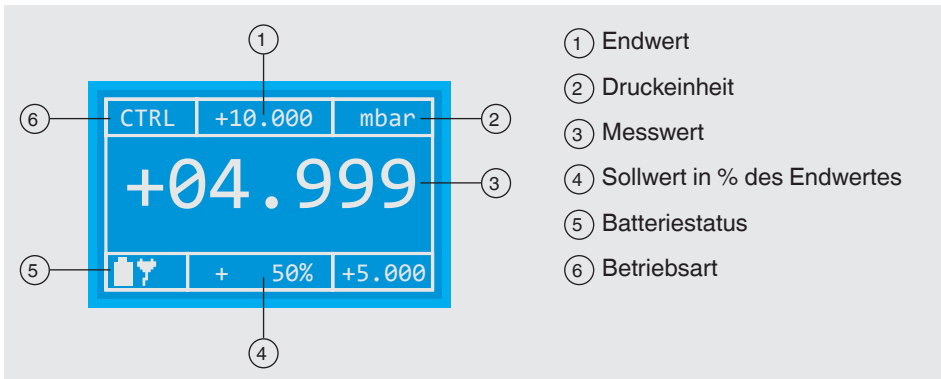 1
6 CTRL +10.000 mbar 2
+04.999 3
5 + 50% +5.000
4
1 Endwert
2 Druckeinheit
3 Messwert
4 Sollwert in % des Endwertes
5 Batteriestatus
6 Betriebsart